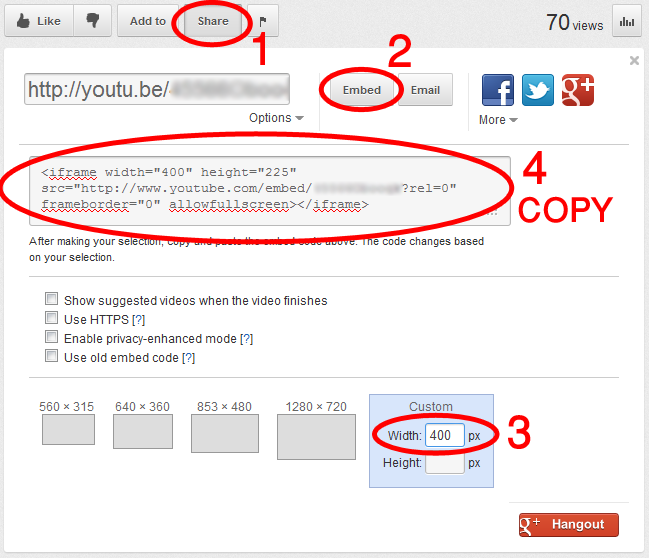 Like Add to Share 70 views
1 2
http://youtu.be/ Embed Email
Options More
<iframe width="400" height="225"
src="http://www.youtube.com/embed/ ?rel=0"
frameborder="0" allowfullscreen></iframe>
4
COPY
After making your selection, copy and paste the embed code above. The code changes based
on your selection.
Show suggested videos when the video finishes
Use HTTPS [?]
Enable privacy-enhanced mode [?]
Use old embed code [?]
560 × 315 640 × 360 853 × 480 1280 × 720 Custom
Width: 400 px 3
Height: px
g+ Hangout